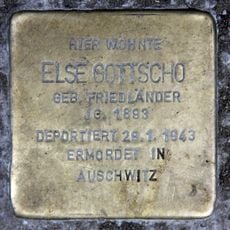 HIER WOHNTE
ELSE GOTTSCHO
GEB. FRIEDLÄNDER
JG. 1893
DEPORTIERT 29.1.1943
ERMORDET IN
AUSCHWITZ